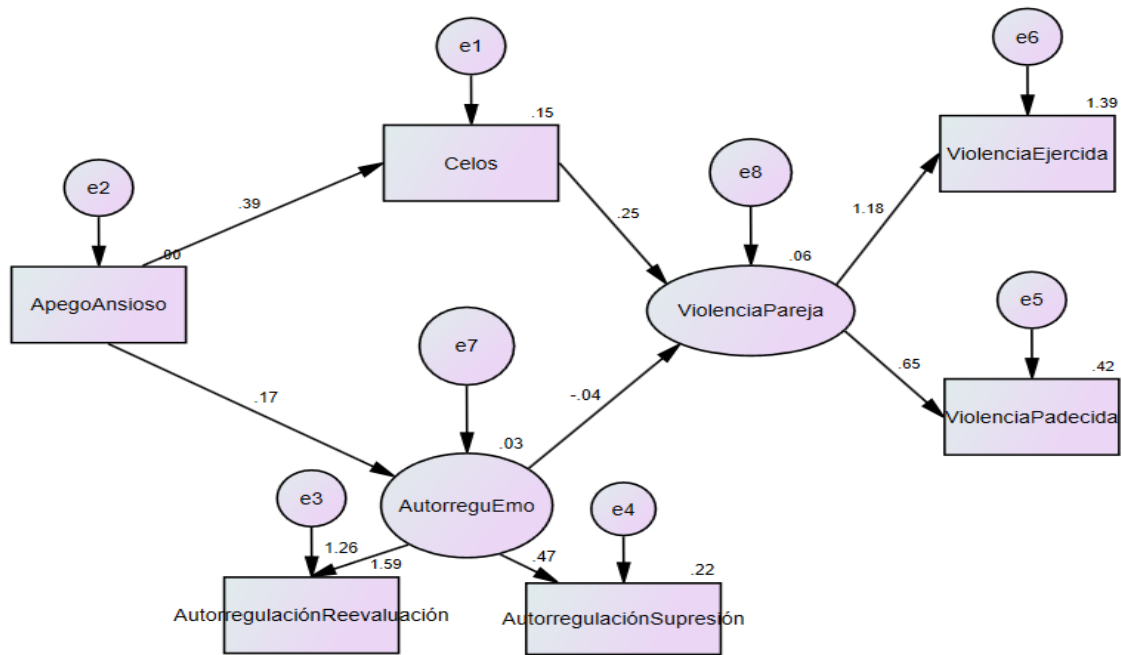 e1
e6
.15
1.39
Celos
ViolenciaEjercida
e2
e8
.39
.25
1.18
.00
.06
ApegoAnsioso
ViolenciaPareja
e5
e7
.65
.42
.17
-.04
ViolenciaPadecida
.03
e3
AutorreguEmo
e4
1.26
1.59
.47
.22
AutorregulaciónReevaluación
AutorregulaciónSupresión